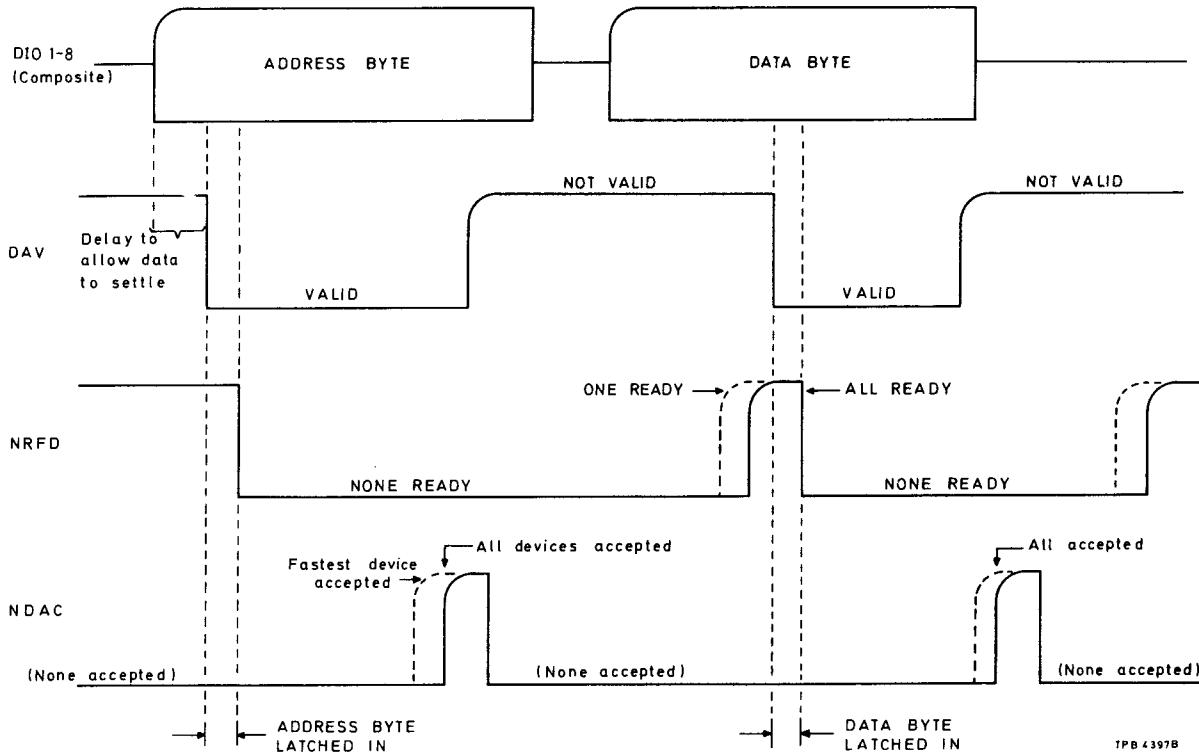 DIO 1-8
(Composite)
ADDRESS BYTE
DATA BYTE
NOT VALID
NOT VALID
DAV
Delay to
allow data
to settle
VALID
VALID
ONE READY
ALL READY
NRFD
NONE READY
NONE READY
All devices accepted
Fastest device
accepted
All accepted
NDAC
(None accepted)
(None accepted)
(None accepted)
ADDRESS BYTE
LATCHED IN
DATA BYTE
LATCHED IN
TPB 4397B